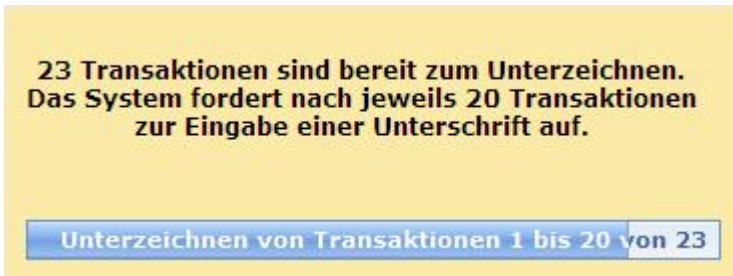 23 Transaktionen sind bereit zum Unterzeichnen.
Das System fordert nach jeweils 20 Transaktionen
zur Eingabe einer Unterschrift auf.
Unterzeichnen von Transaktionen 1 bis 20 von 23